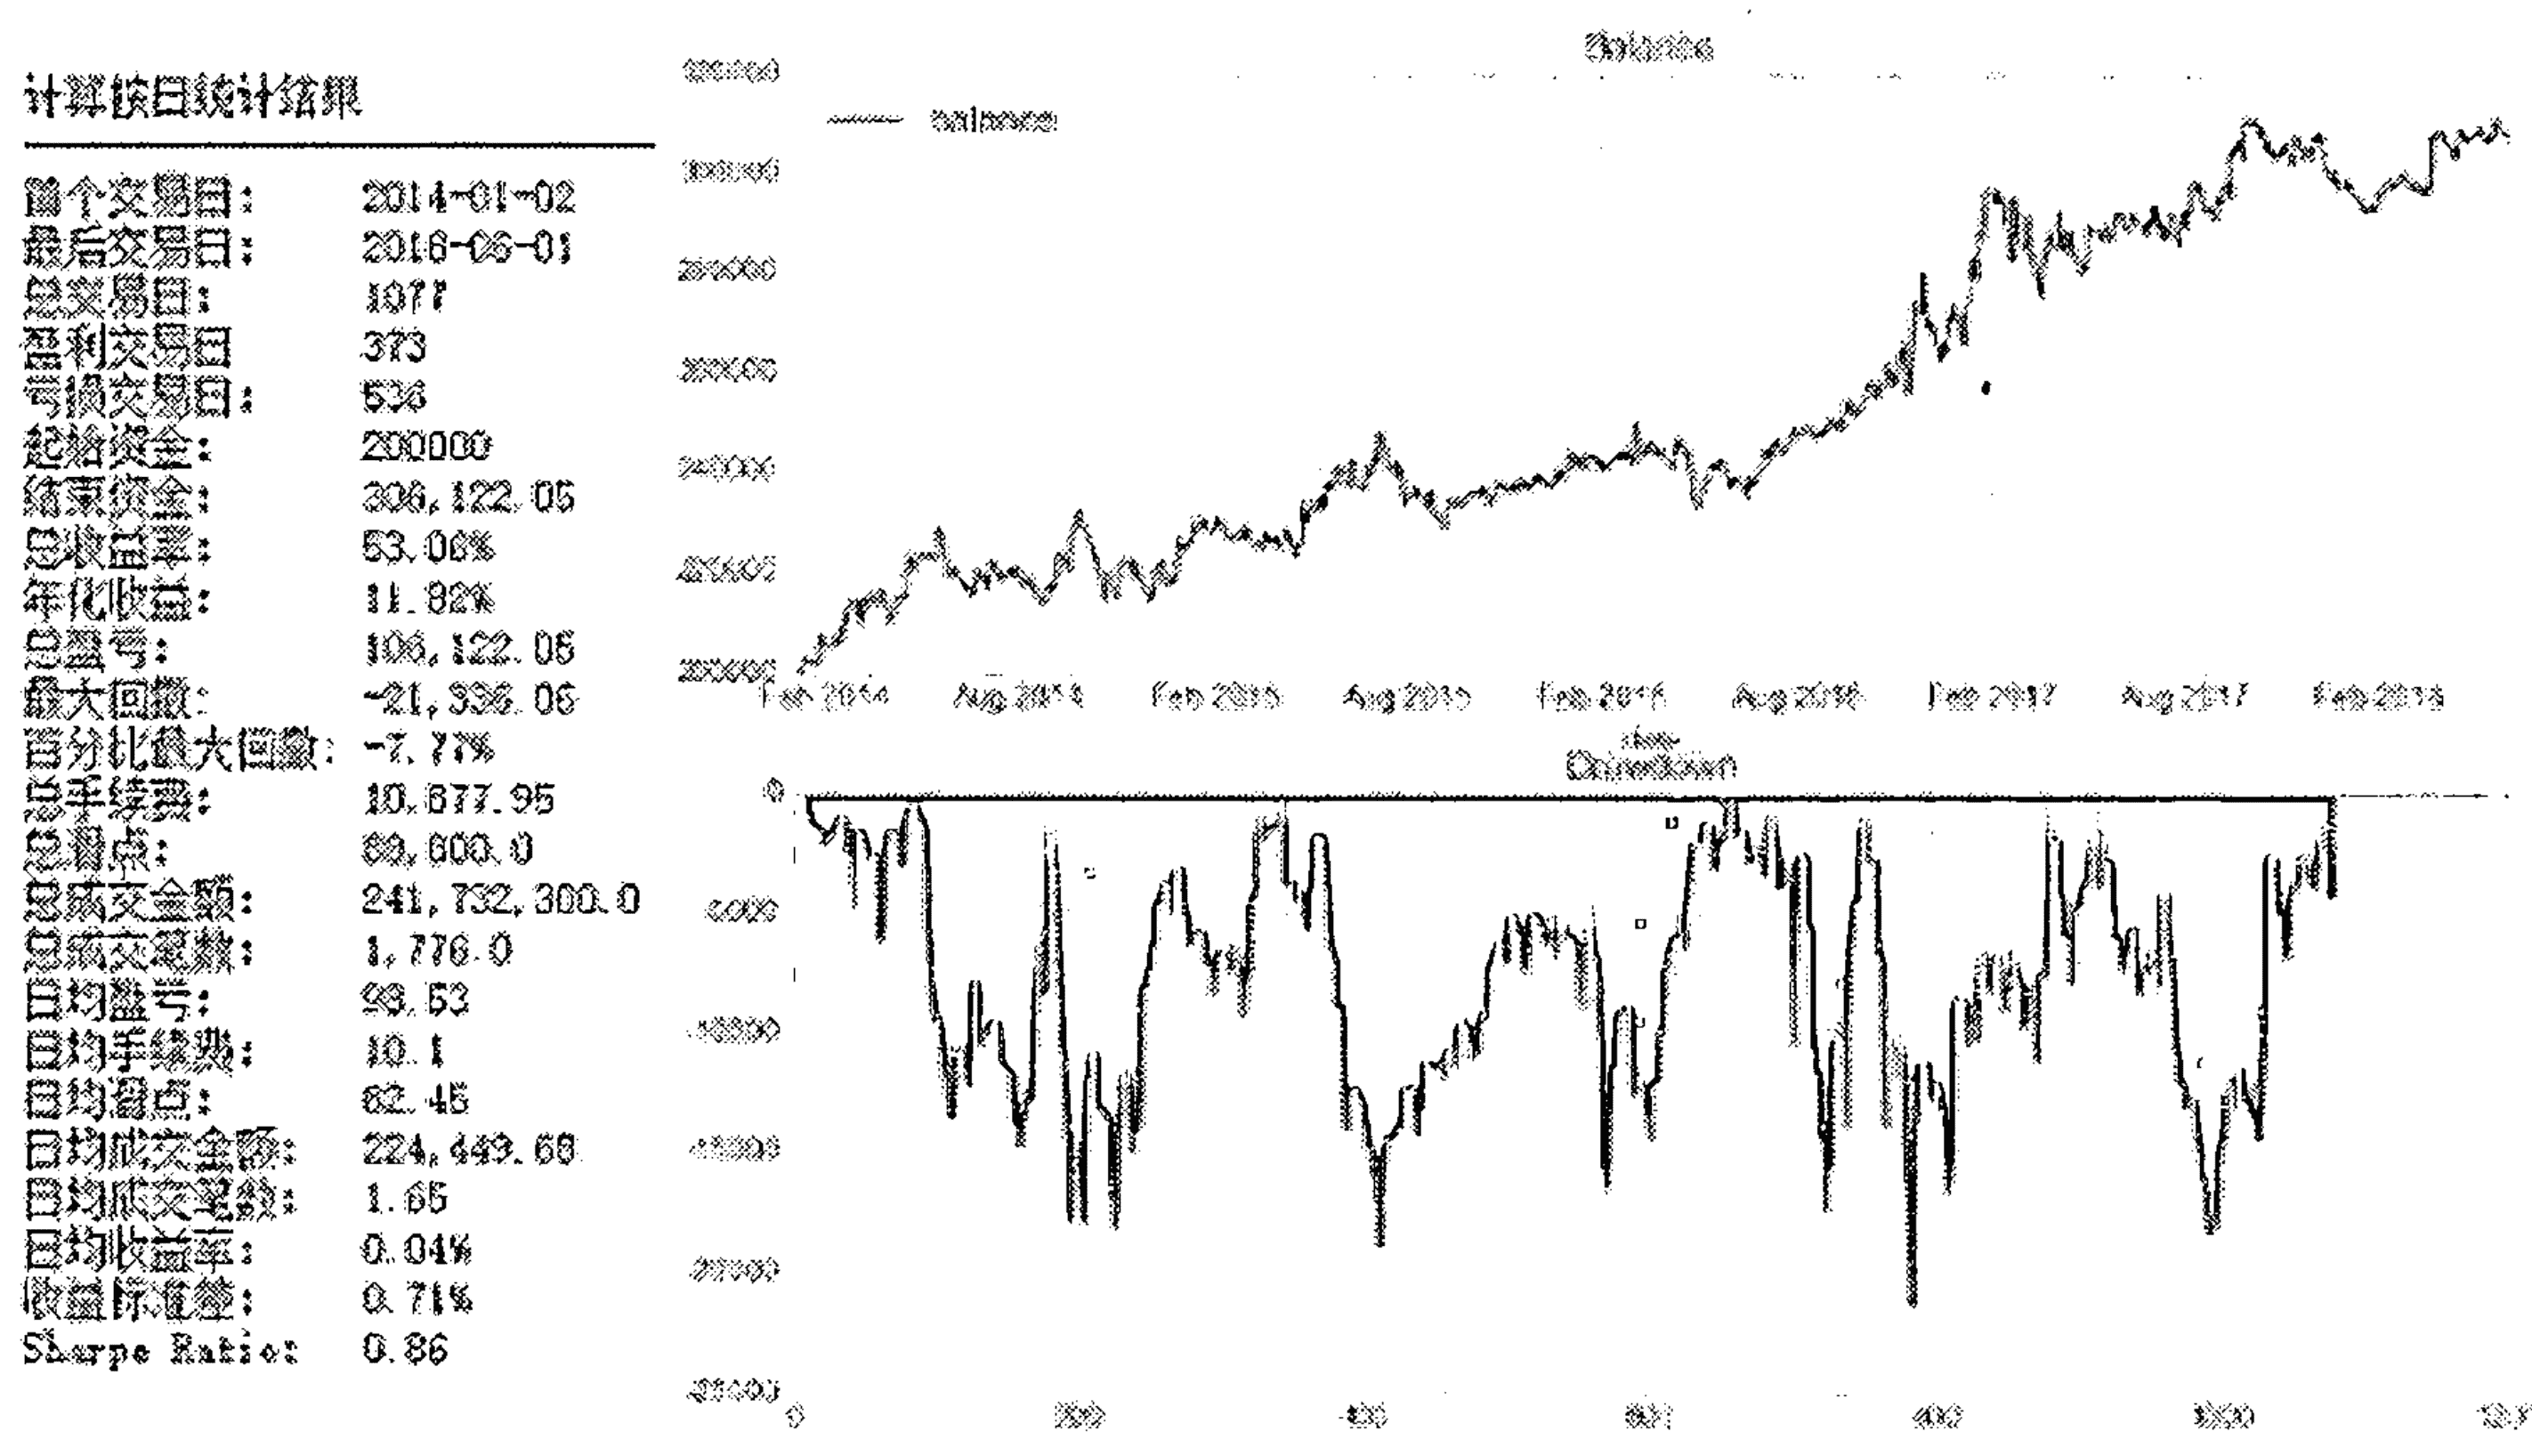 计算按日统计结果
首个交易日: 2014-01-02
最后交易日: 2018-06-01
总交易日: 1077
盈利交易日 373
亏损交易日: 536
起始资金: 200000
结束资金: 306,122.05
总收益率: 53.06%
年化收益: 11.82%
总盈亏: 106,122.05
最大回撤: -21,336.06
百分比最大回撤: -7.77%
总手续费: 10,877.95
总滑点:
总成交金额: 241,732,300.0
总成交笔数: 1,776.0
日均盈亏: 98.53
日均手续费: 10.1
日均滑点: 82.45
日均成交金额: 224,449.68
日均成交笔数: 1.65
日均收益率: 0.04%
收益标准差: 0.71%
Sharpe Ratio: 0.86
Balance
balance
240000
200000
Feb 2014 Aug 2014 Feb 2015 Aug 2015 Feb 2016 Aug 2016 Feb 2017 Aug 2017 Feb 2018
Drawdown
0
0 200 400